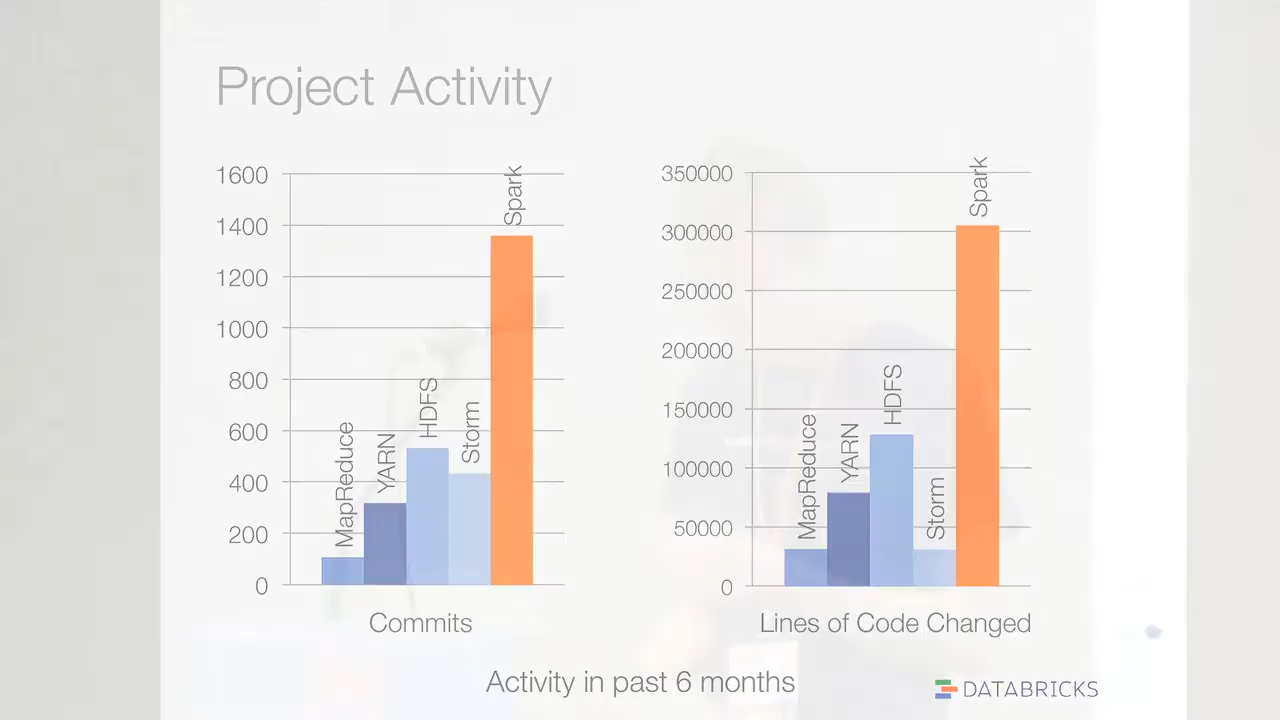 Project Activity
1600
1400
1200
1000
800
600
400
200
0
MapReduce
YARN
HDFS
Storm
Spark
Commits
350000
300000
250000
200000
150000
100000
50000
0
MapReduce
YARN
HDFS
Storm
Spark
Lines of Code Changed
Activity in past 6 months
DATABRICKS